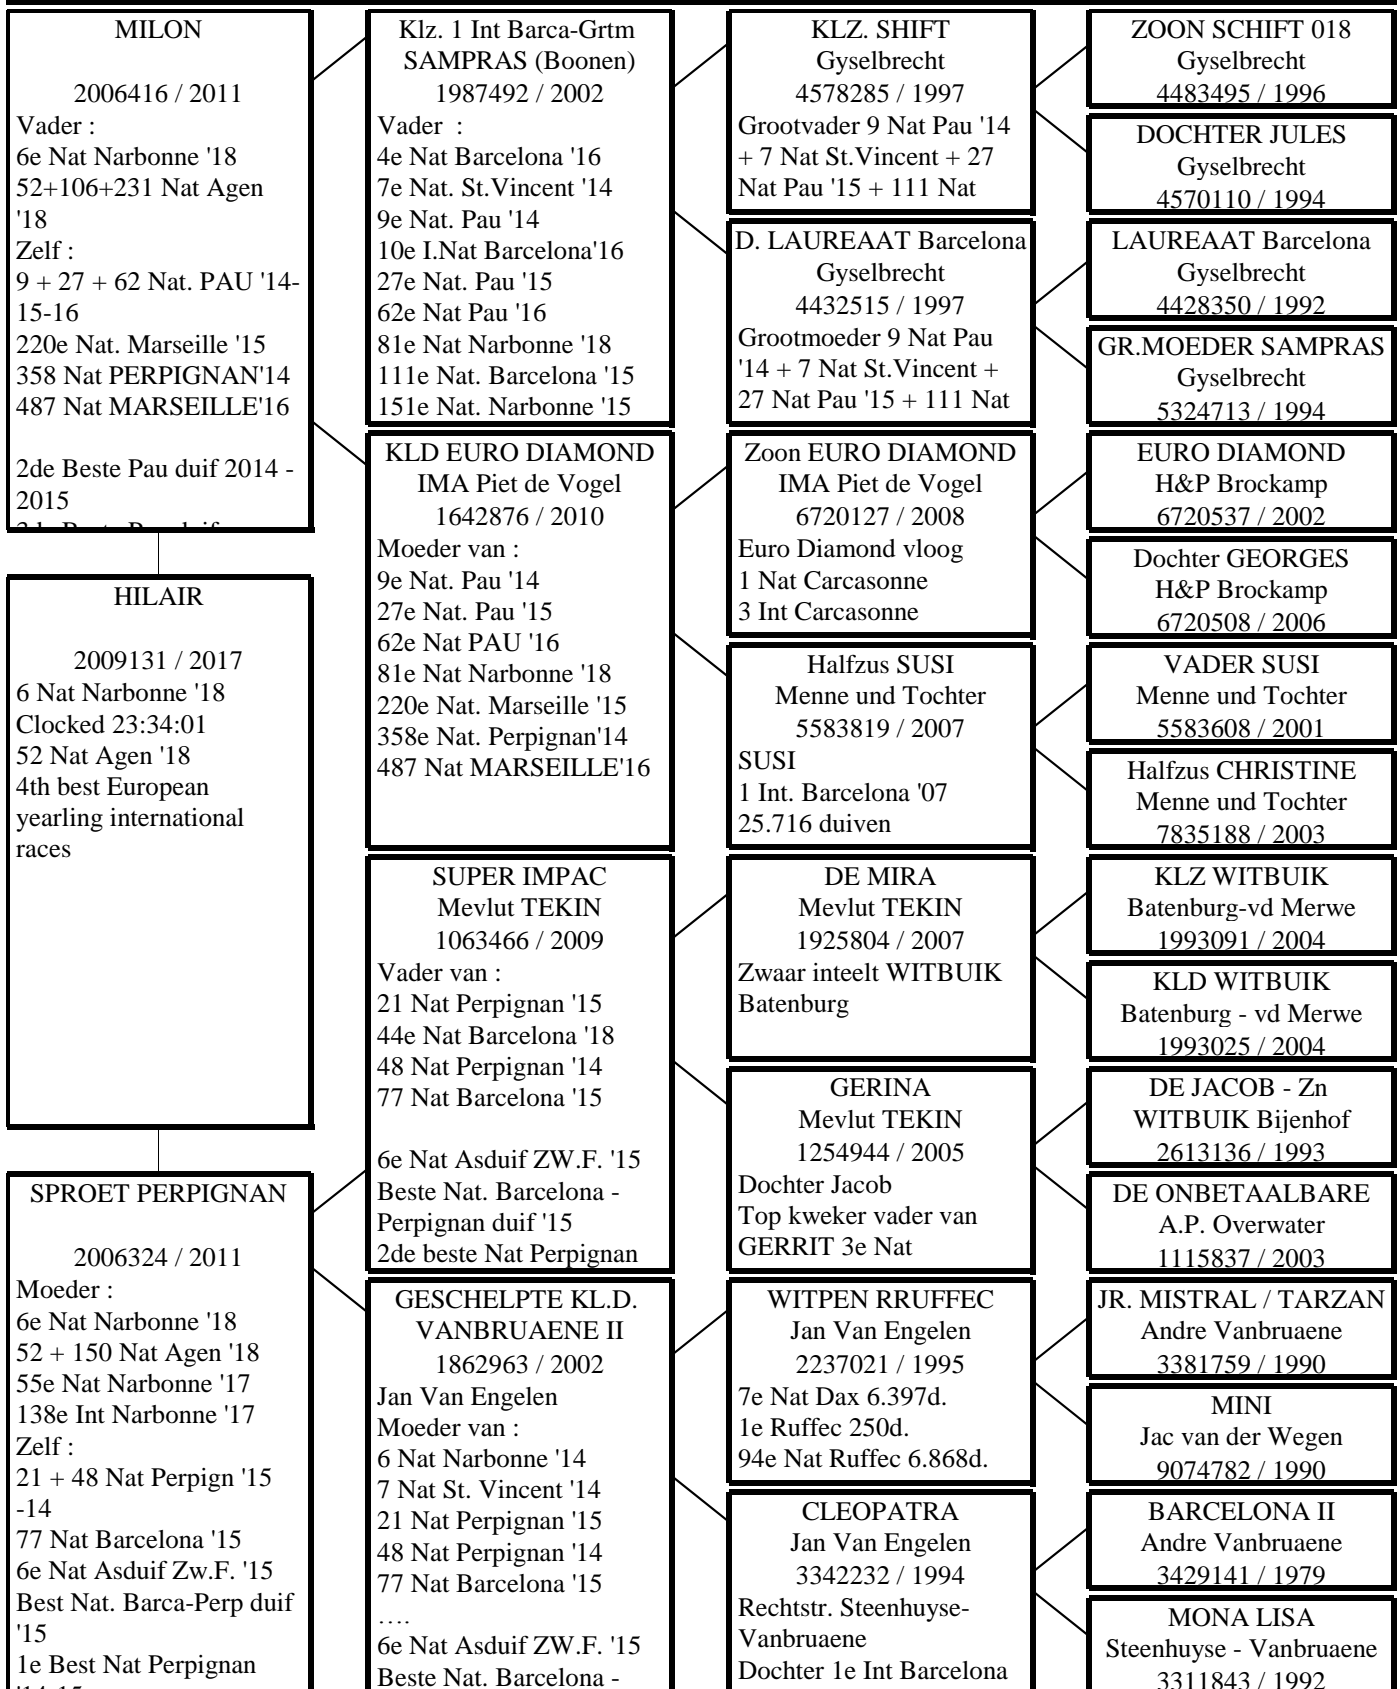 MILON
2006416 / 2011
Vader :
6e Nat Narbonne '18
52+106+231 Nat Agen
'18
Zelf :
9 + 27 + 62 Nat. PAU '14-
15-16
220e Nat. Marseille '15
358 Nat PERPIGNAN'14
487 Nat MARSEILLE'16
2de Beste Pau duif 2014 -
2015
HILAIR
2009131 / 2017
6 Nat Narbonne '18
Clocked 23:34:01
52 Nat Agen '18
4th best European
yearling international
races
SPROET PERPIGNAN
2006324 / 2011
Moeder :
6e Nat Narbonne '18
52 + 150 Nat Agen '18
55e Nat Narbonne '17
138e Int Narbonne '17
Zelf :
21 + 48 Nat Perpign '15
-14
77 Nat Barcelona '15
6e Nat Asduif Zw.F. '15
Best Nat. Barca-Perp duif
'15
1e Best Nat Perpignan
Klz. 1 Int Barca-Grtm
SAMPRAS (Boonen)
1987492 / 2002
Vader :
4e Nat Barcelona '16
7e Nat. St.Vincent '14
9e Nat. Pau '14
10e I.Nat Barcelona'16
27e Nat. Pau '15
62e Nat Pau '16
81e Nat Narbonne '18
111e Nat. Barcelona '15
151e Nat. Narbonne '15
KLD EURO DIAMOND
IMA Piet de Vogel
1642876 / 2010
Moeder van :
9e Nat. Pau '14
27e Nat. Pau '15
62e Nat PAU '16
81e Nat Narbonne '18
220e Nat. Marseille '15
358e Nat. Perpignan'14
487 Nat MARSEILLE'16
SUPER IMPAC
Mevlut TEKIN
1063466 / 2009
Vader van :
21 Nat Perpignan '15
44e Nat Barcelona '18
48 Nat Perpignan '14
77 Nat Barcelona '15
6e Nat Asduif ZW.F. '15
Beste Nat. Barcelona -
Perpignan duif '15
2de beste Nat Perpignan
GESCHELPTE KL.D.
VANBRUAENE II
1862963 / 2002
Jan Van Engelen
Moeder van :
6 Nat Narbonne '14
7 Nat St. Vincent '14
21 Nat Perpignan '15
48 Nat Perpignan '14
77 Nat Barcelona '15
....
6e Nat Asduif ZW.F. '15
Beste Nat. Barcelona -
KLZ. SHIFT
Gyselbrecht
4578285 / 1997
Grootvader 9 Nat Pau '14
+ 7 Nat St.Vincent + 27
Nat Pau '15 + 111 Nat
D. LAUREAAT Barcelona
Gyselbrecht
4432515 / 1997
Grootmoeder 9 Nat Pau
'14 + 7 Nat St.Vincent +
27 Nat Pau '15 + 111 Nat
Zoon EURO DIAMOND
IMA Piet de Vogel
6720127 / 2008
Euro Diamond vloog
1 Nat Carcasonne
3 Int Carcasonne
Halfzus SUSI
Menne und Tochter
5583819 / 2007
SUSI
1 Int. Barcelona '07
25.716 duiven
DE MIRA
Mevlut TEKIN
1925804 / 2007
Zwaar inteelt WITBUIK
Batenburg
GERINA
Mevlut TEKIN
1254944 / 2005
Dochter Jacob
Top kweker vader van
GERRIT 3e Nat
WITPEN RRUFFEC
Jan Van Engelen
2237021 / 1995
7e Nat Dax 6.397d.
1e Ruffec 250d.
94e Nat Ruffec 6.868d.
CLEOPATRA
Jan Van Engelen
3342232 / 1994
Rechtstr. Steenhuyse-
Vanbruaene
Dochter 1e Int Barcelona
ZOON SCHIFT 018
Gyselbrecht
4483495 / 1996
DOCHTER JULES
Gyselbrecht
4570110 / 1994
LAUREAAT Barcelona
Gyselbrecht
4428350 / 1992
GR.MOEDER SAMPRAS
Gyselbrecht
5324713 / 1994
EURO DIAMOND
H&P Brockamp
6720537 / 2002
Dochter GEORGES
H&P Brockamp
6720508 / 2006
VADER SUSI
Menne und Tochter
5583608 / 2001
Halfzus CHRISTINE
Menne und Tochter
7835188 / 2003
KLZ WITBUIK
Batenburg-vd Merwe
1993091 / 2004
KLD WITBUIK
Batenburg - vd Merwe
1993025 / 2004
DE JACOB - Zn
WITBUIK Bijenhof
2613136 / 1993
DE ONBETAALBARE
A.P. Overwater
1115837 / 2003
JR. MISTRAL / TARZAN
Andre Vanbruaene
3381759 / 1990
MINI
Jac van der Wegen
9074782 / 1990
BARCELONA II
Andre Vanbruaene
3429141 / 1979
MONA LISA
Steenhuyse - Vanbruaene
3311843 / 1992